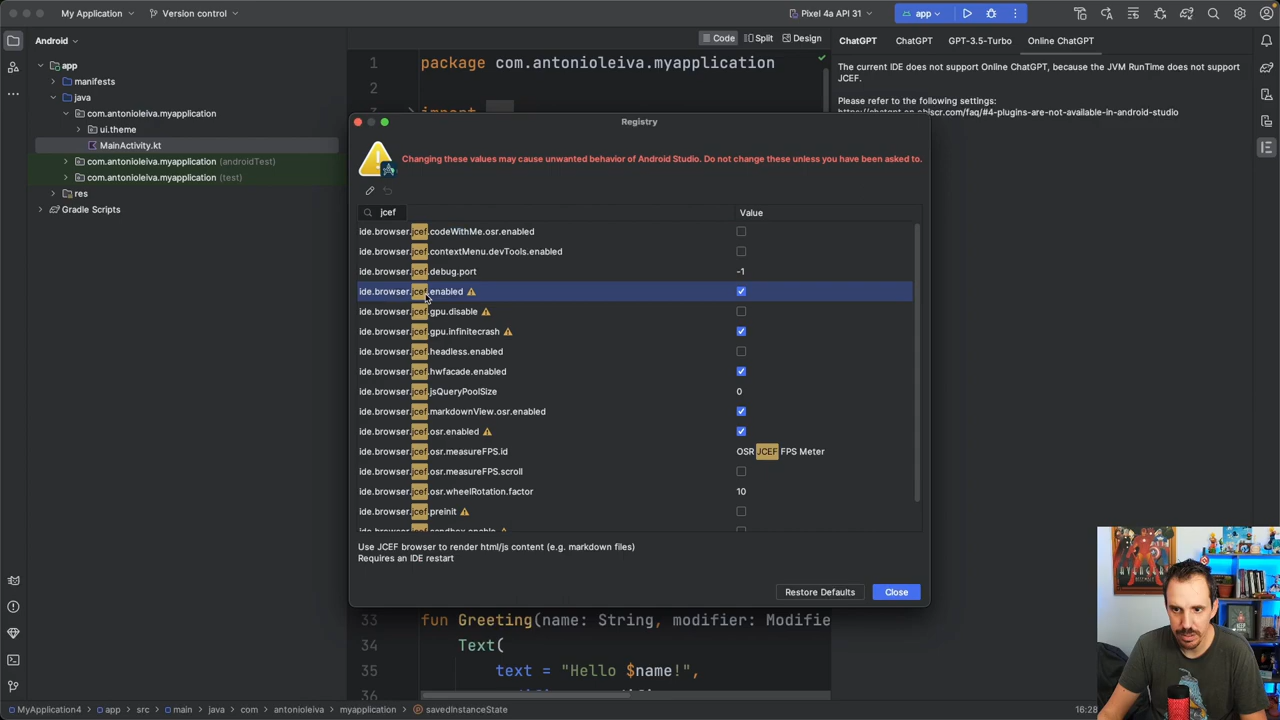 My Application
Version control
Pixel 4a API 31
app
Android
app
manifests
java
com.antonioleiva.myapplication
ui.theme
MainActivity.kt
com.antonioleiva.myapplication (androidTest)
com.antonioleiva.myapplication (test)
res
Gradle Scripts
Code
Split
Design
1
package com.antonioleiva.myapplication
2
ChatGPT
ChatGPT
GPT-3.5-Turbo
Online ChatGPT
The current IDE does not support Online ChatGPT, because the JVM RunTime does not support
JCEF.
Please refer to the following settings:
Registry
Changing these values may cause unwanted behavior of Android Studio. Do not change these unless you have been asked to.
jcef
Value
ide.browser.jcef.codeWithMe.osr.enabled
ide.browser.jcef.contextMenu.devTools.enabled
ide.browser.jcef.debug.port -1
ide.browser.jcef.enabled
ide.browser.jcef.gpu.disable
ide.browser.jcef.gpu.infinitecrash
ide.browser.jcef.headless.enabled
ide.browser.jcef.hwfacade.enabled
ide.browser.jcef.jsQueryPoolSize 0
ide.browser.jcef.markdownView.osr.enabled
ide.browser.jcef.osr.enabled
ide.browser.jcef.osr.measureFPS.id OSR JCEF FPS Meter
ide.browser.jcef.osr.measureFPS.scroll
ide.browser.jcef.osr.wheelRotation.factor 10
ide.browser.jcef.preinit
Use JCEF browser to render html/js content (e.g. markdown files)
Requires an IDE restart
Restore Defaults
Close
33 fun Greeting(name: String, modifier: Modifie
34 Text(
35 text = "Hello $name!",
36
MyApplication4 > app > src > main > java > com > antonioleiva > myapplication > savedInstanceState
16:28